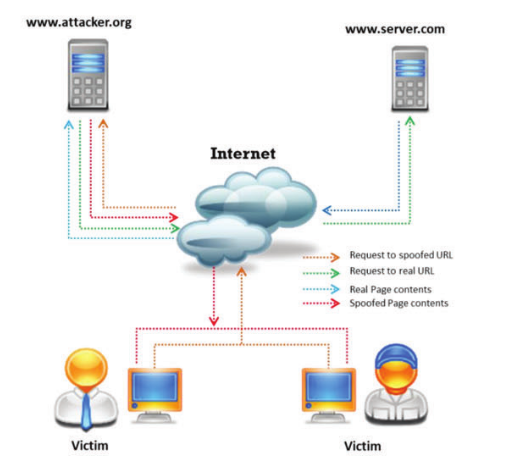 www.attacker.org
www.server.com
Internet
Request to spoofed URL
Request to real URL
Real Page contents
Spoofed Page contents
Victim
Victim